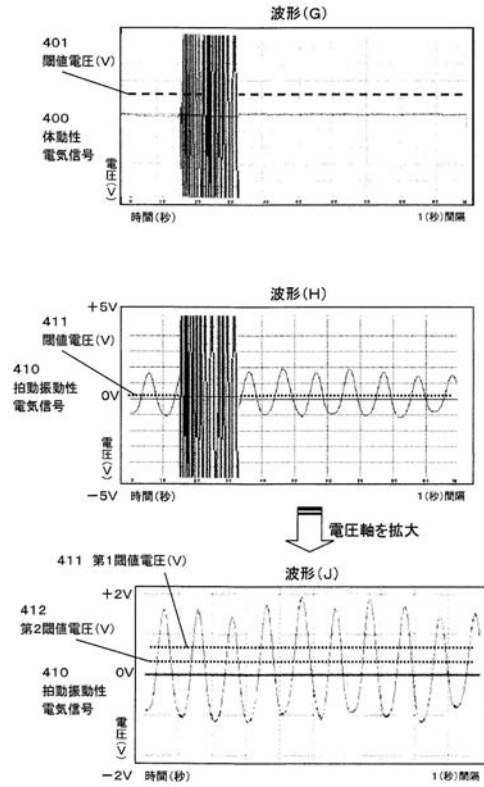 波形(G)
401
閾値電圧(V)
400
体動性
電気信号
電圧(V)
時間(秒)
1(秒)間隔
波形(H)
+5V
411
閾値電圧(V)
410
拍動振動性
電気信号
0V
電圧(V)
−5V
時間(秒)
1(秒)間隔
電圧軸を拡大
波形(J)
411 第1閾値電圧(V)
+2V
412
第2閾値電圧(V)
0V
410
拍動振動性
電気信号
電圧(V)
−2V
時間(秒)
1(秒)間隔